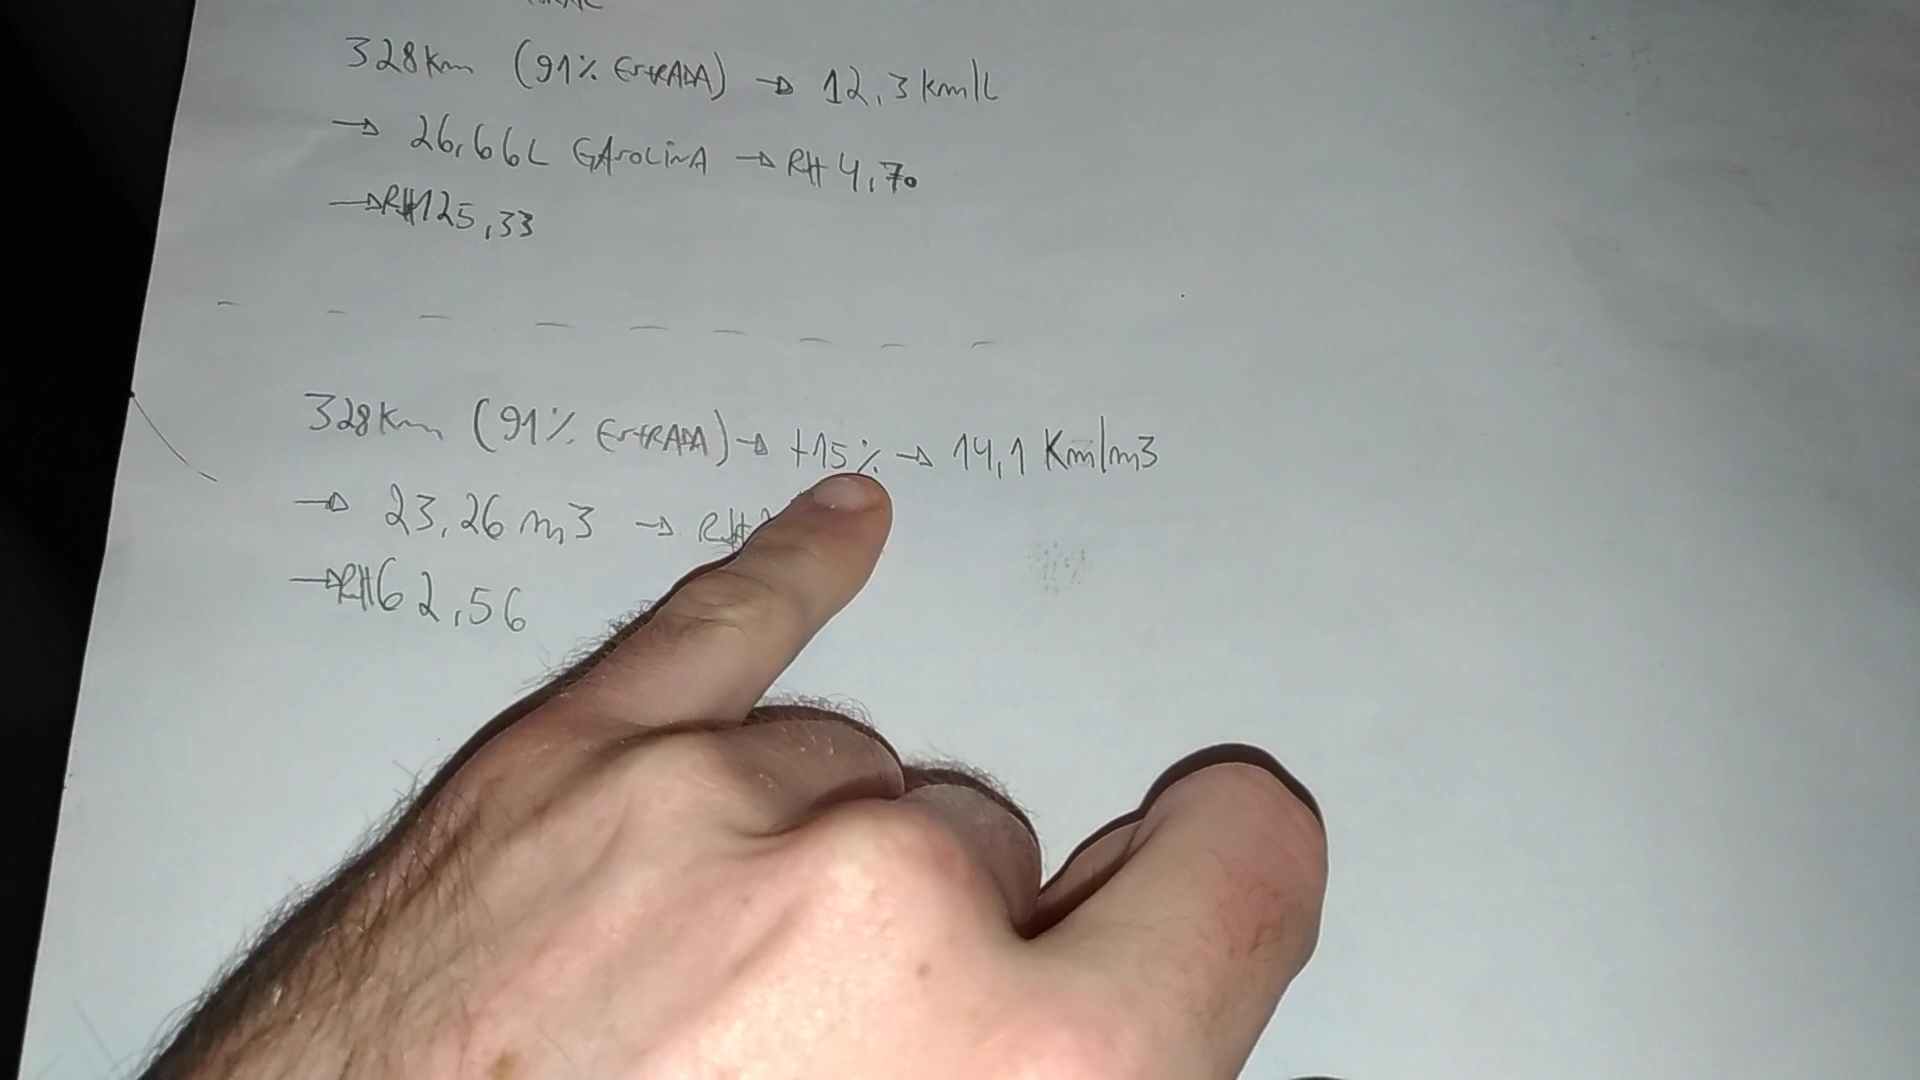 328km (91% EstRADA) → 12,3 km/L
→ 26,66L GAsoLinA → R$ 4,70
→ R$125,33
328Km (91% EstRADA) → +15% → 14,1 Km/m3
→ 23,26 m3 → R$
→ R$62,56